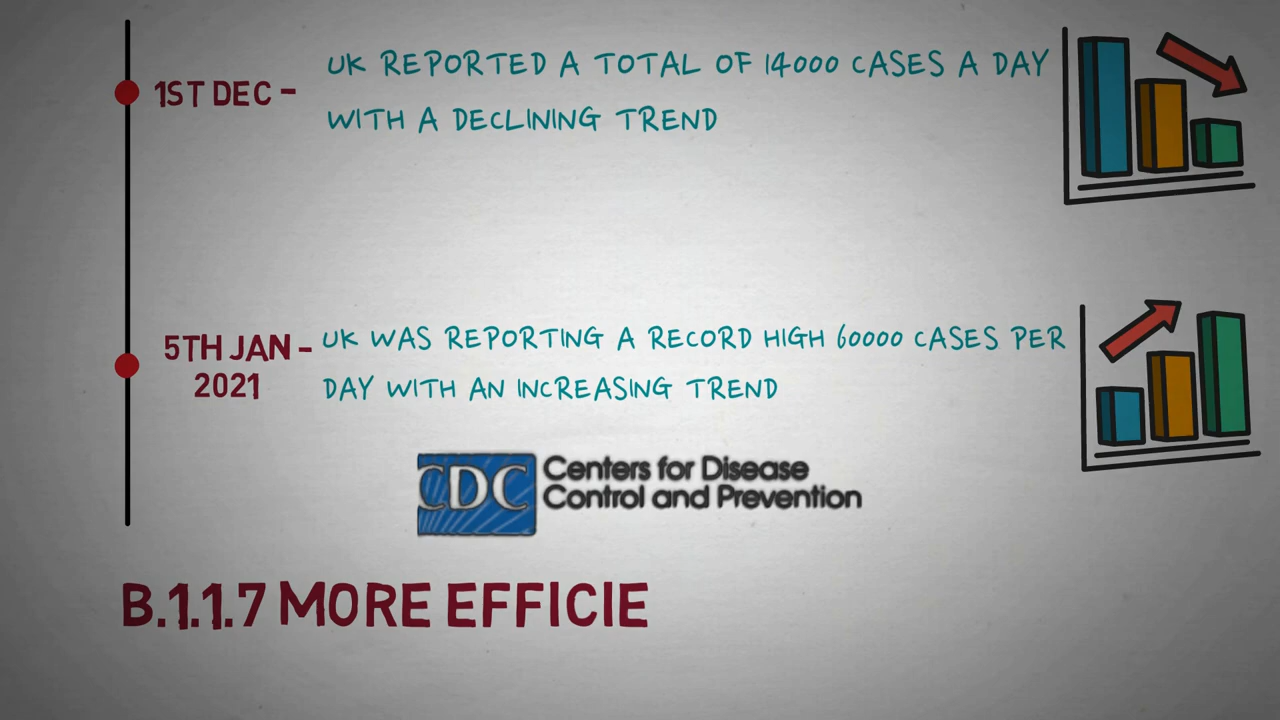 1ST DEC -
UK REPORTED A TOTAL OF 14000 CASES A DAY
WITH A DECLINING TREND
5TH JAN -
2021
UK WAS REPORTING A RECORD HIGH 60000 CASES PER
DAY WITH AN INCREASING TREND
CDC
Centers for Disease
Control and Prevention
B.1.1.7 MORE EFFICIE